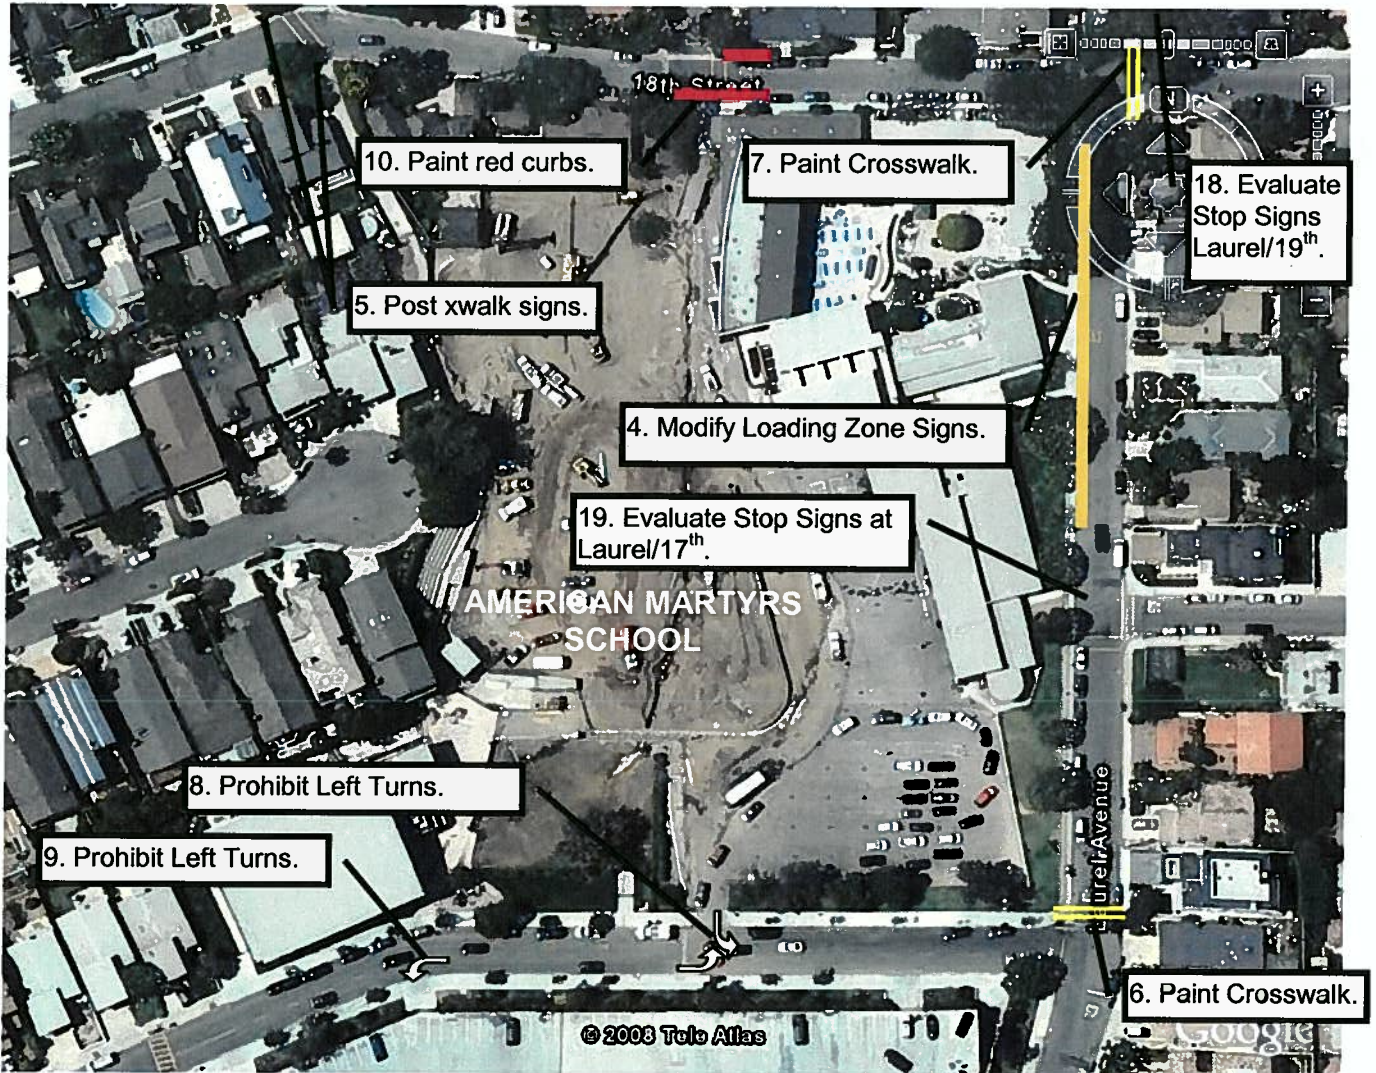 18th Street
10. Paint red curbs.
7. Paint Crosswalk.
18. Evaluate
Stop Signs
Laurel/19th.
5. Post xwalk signs.
4. Modify Loading Zone Signs.
19. Evaluate Stop Signs at
Laurel/17th.
AMERICAN MARTYRS
SCHOOL
8. Prohibit Left Turns.
9. Prohibit Left Turns.
Laurel Avenue
6. Paint Crosswalk.
© 2008 Tele Atlas
Google